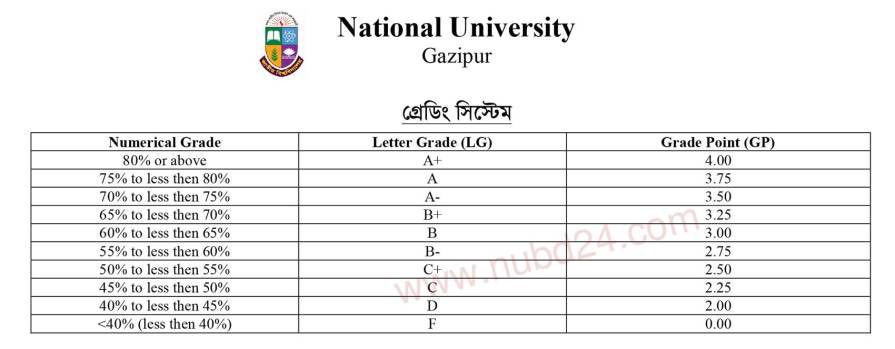 National University
Gazipur
গ্রেডিং সিস্টেম
Numerical Grade Letter Grade (LG) Grade Point (GP)
80% or above A+ 4.00
75% to less then 80% A 3.75
70% to less then 75% A- 3.50
65% to less then 70% B+ 3.25
60% to less then 65% B 3.00
55% to less then 60% B- 2.75
50% to less then 55% C+ 2.50
45% to less then 50% C 2.25
40% to less then 45% D 2.00
<40% (less then 40%) F 0.00
www.nubd24.com